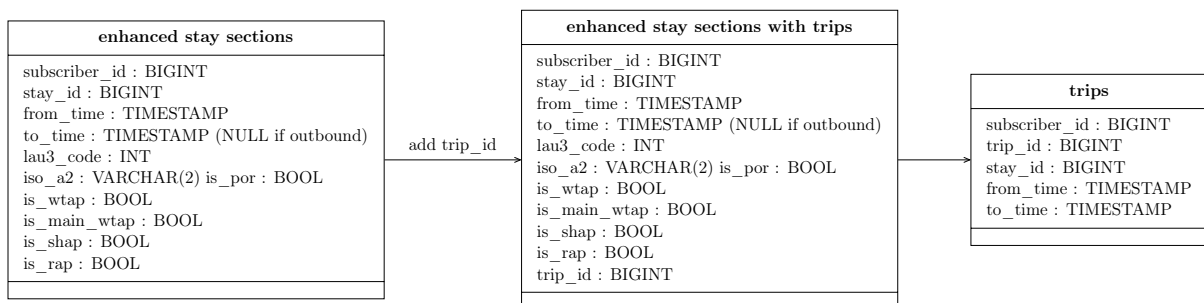 enhanced stay sections
subscriber_id : BIGINT
stay_id : BIGINT
from_time : TIMESTAMP
to_time : TIMESTAMP (NULL if outbound)
lau3_code : INT
iso_a2 : VARCHAR(2) is_por : BOOL
is_wtap : BOOL
is_main_wtap : BOOL
is_shap : BOOL
is_rap : BOOL
add trip_id
enhanced stay sections with trips
subscriber_id : BIGINT
stay_id : BIGINT
from_time : TIMESTAMP
to_time : TIMESTAMP (NULL if outbound)
lau3_code : INT
iso_a2 : VARCHAR(2) is_por : BOOL
is_wtap : BOOL
is_main_wtap : BOOL
is_shap : BOOL
is_rap : BOOL
trip_id : BIGINT
trips
subscriber_id : BIGINT
trip_id : BIGINT
stay_id : BIGINT
from_time : TIMESTAMP
to_time : TIMESTAMP